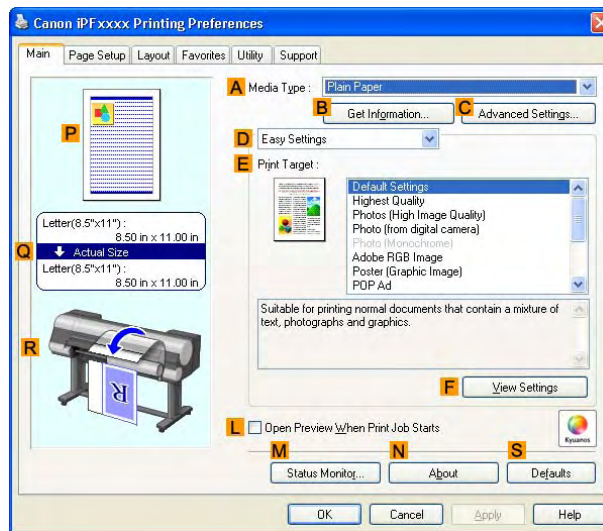 Canon iPFxxxx Printing Preferences
Main Page Setup Layout Favorites Utility Support
P
Letter(8.5"x11") :
8.50 in x 11.00 in
Q
Actual Size
Letter(8.5"x11") :
8.50 in x 11.00 in
R
R
A Media Type : Plain Paper
B Get Information...
C Advanced Settings...
D Easy Settings
E Print Target :
Default Settings
Highest Quality
Photos (High Image Quality)
Photo (from digital camera)
Photo (Monochrome)
Adobe RGB Image
Poster (Graphic Image)
POP Ad
Suitable for printing normal documents that contain a mixture of
text, photographs and graphics.
F View Settings
L Open Preview When Print Job Starts
Kyuanos
M Status Monitor...
N About
S Defaults
OK Cancel Apply Help